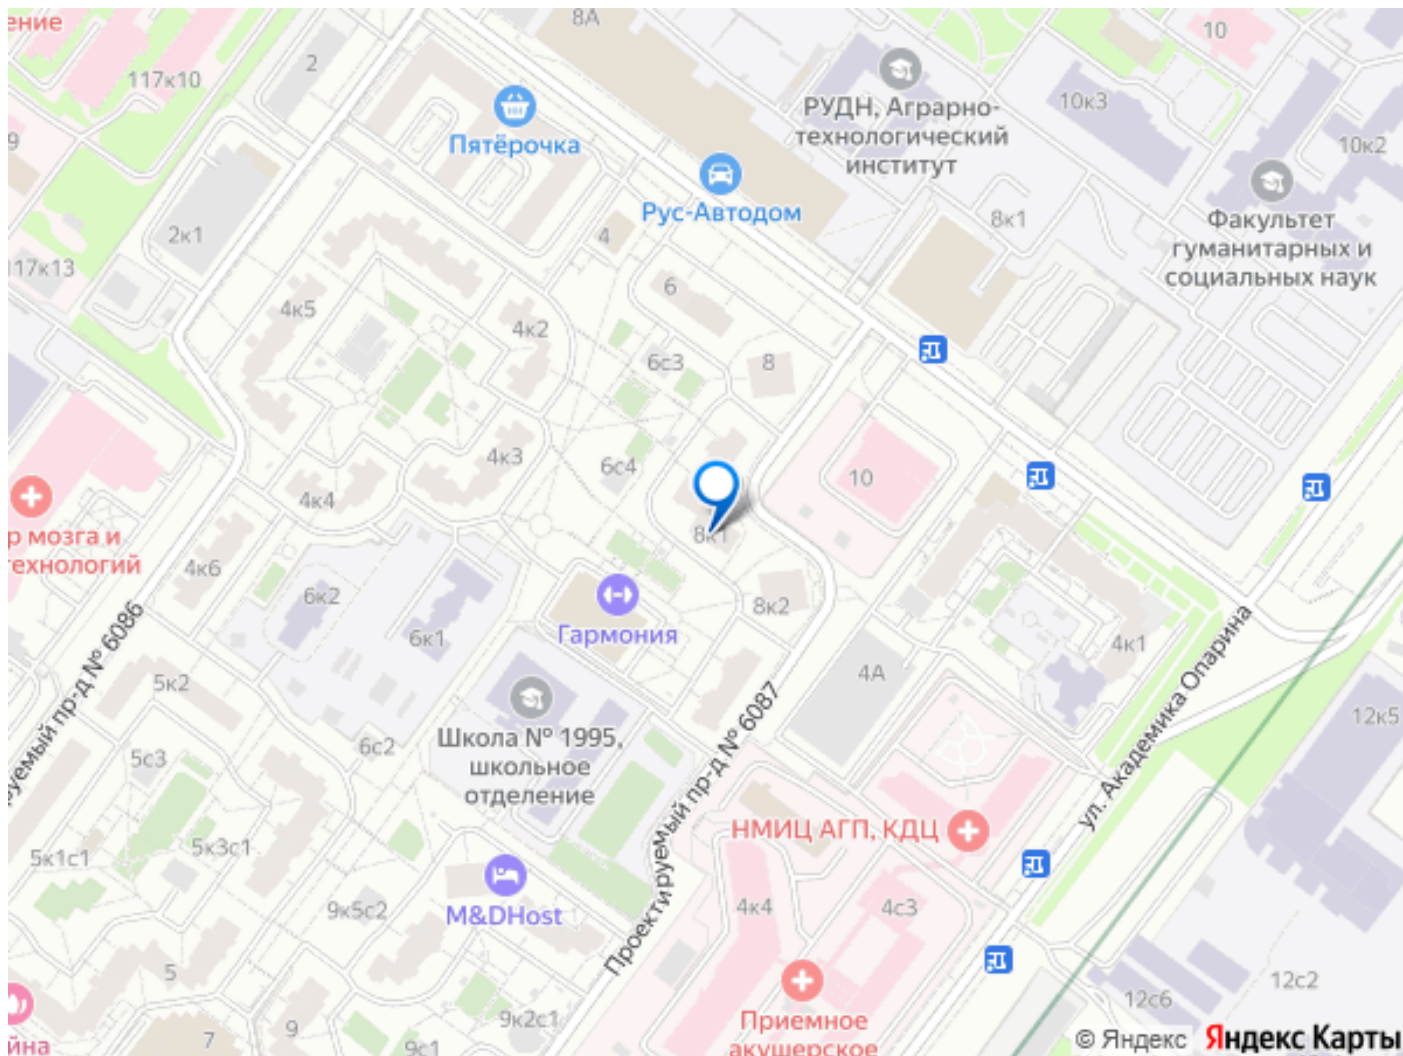 ение
8А
10
2
117к10
РУДН, Аграрно-
технологический
институт
10к3
10к2
9
Пятёрочка
Рус-Автодом
8к1
Факультет
гуманитарных и
социальных наук
2к1
4
117к13
6
4к5
4к2
6с3
8
4к3
6с4
10
4к4
8к1
р мозга и
технологий
4к6
6к2
8к2
Гармония
6к1
4к1
5к2
4А
Школа № 1995,
школьное
отделение
6с2
5с3
12к5
ул. Академика Опарина
Проектируемый пр-д № 6087
руемый пр-д № 6086
НМИЦ АГП, КДЦ
5к3с1
5к1с1
M&DHost
9к5с2
4к4
4с3
5
12с2
12с6
9
7
9к2с1
9с1
йна
Приемное
акушерское
© Яндекс Яндекс Карты